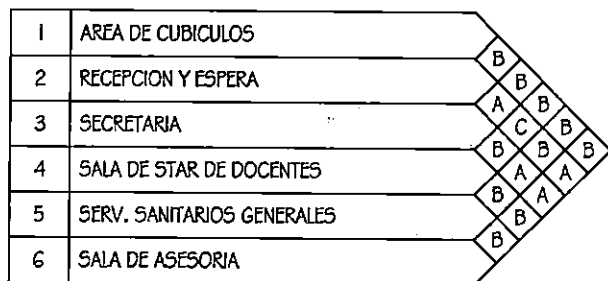 1 AREA DE CUBICULOS
B
2 RECEPCION Y ESPERA B
A B
3 SECRETARIA C B
B B B
4 SALA DE STAR DE DOCENTES A A
B A
5 SERV. SANITARIOS GENERALES B
B
6 SALA DE ASESORIA